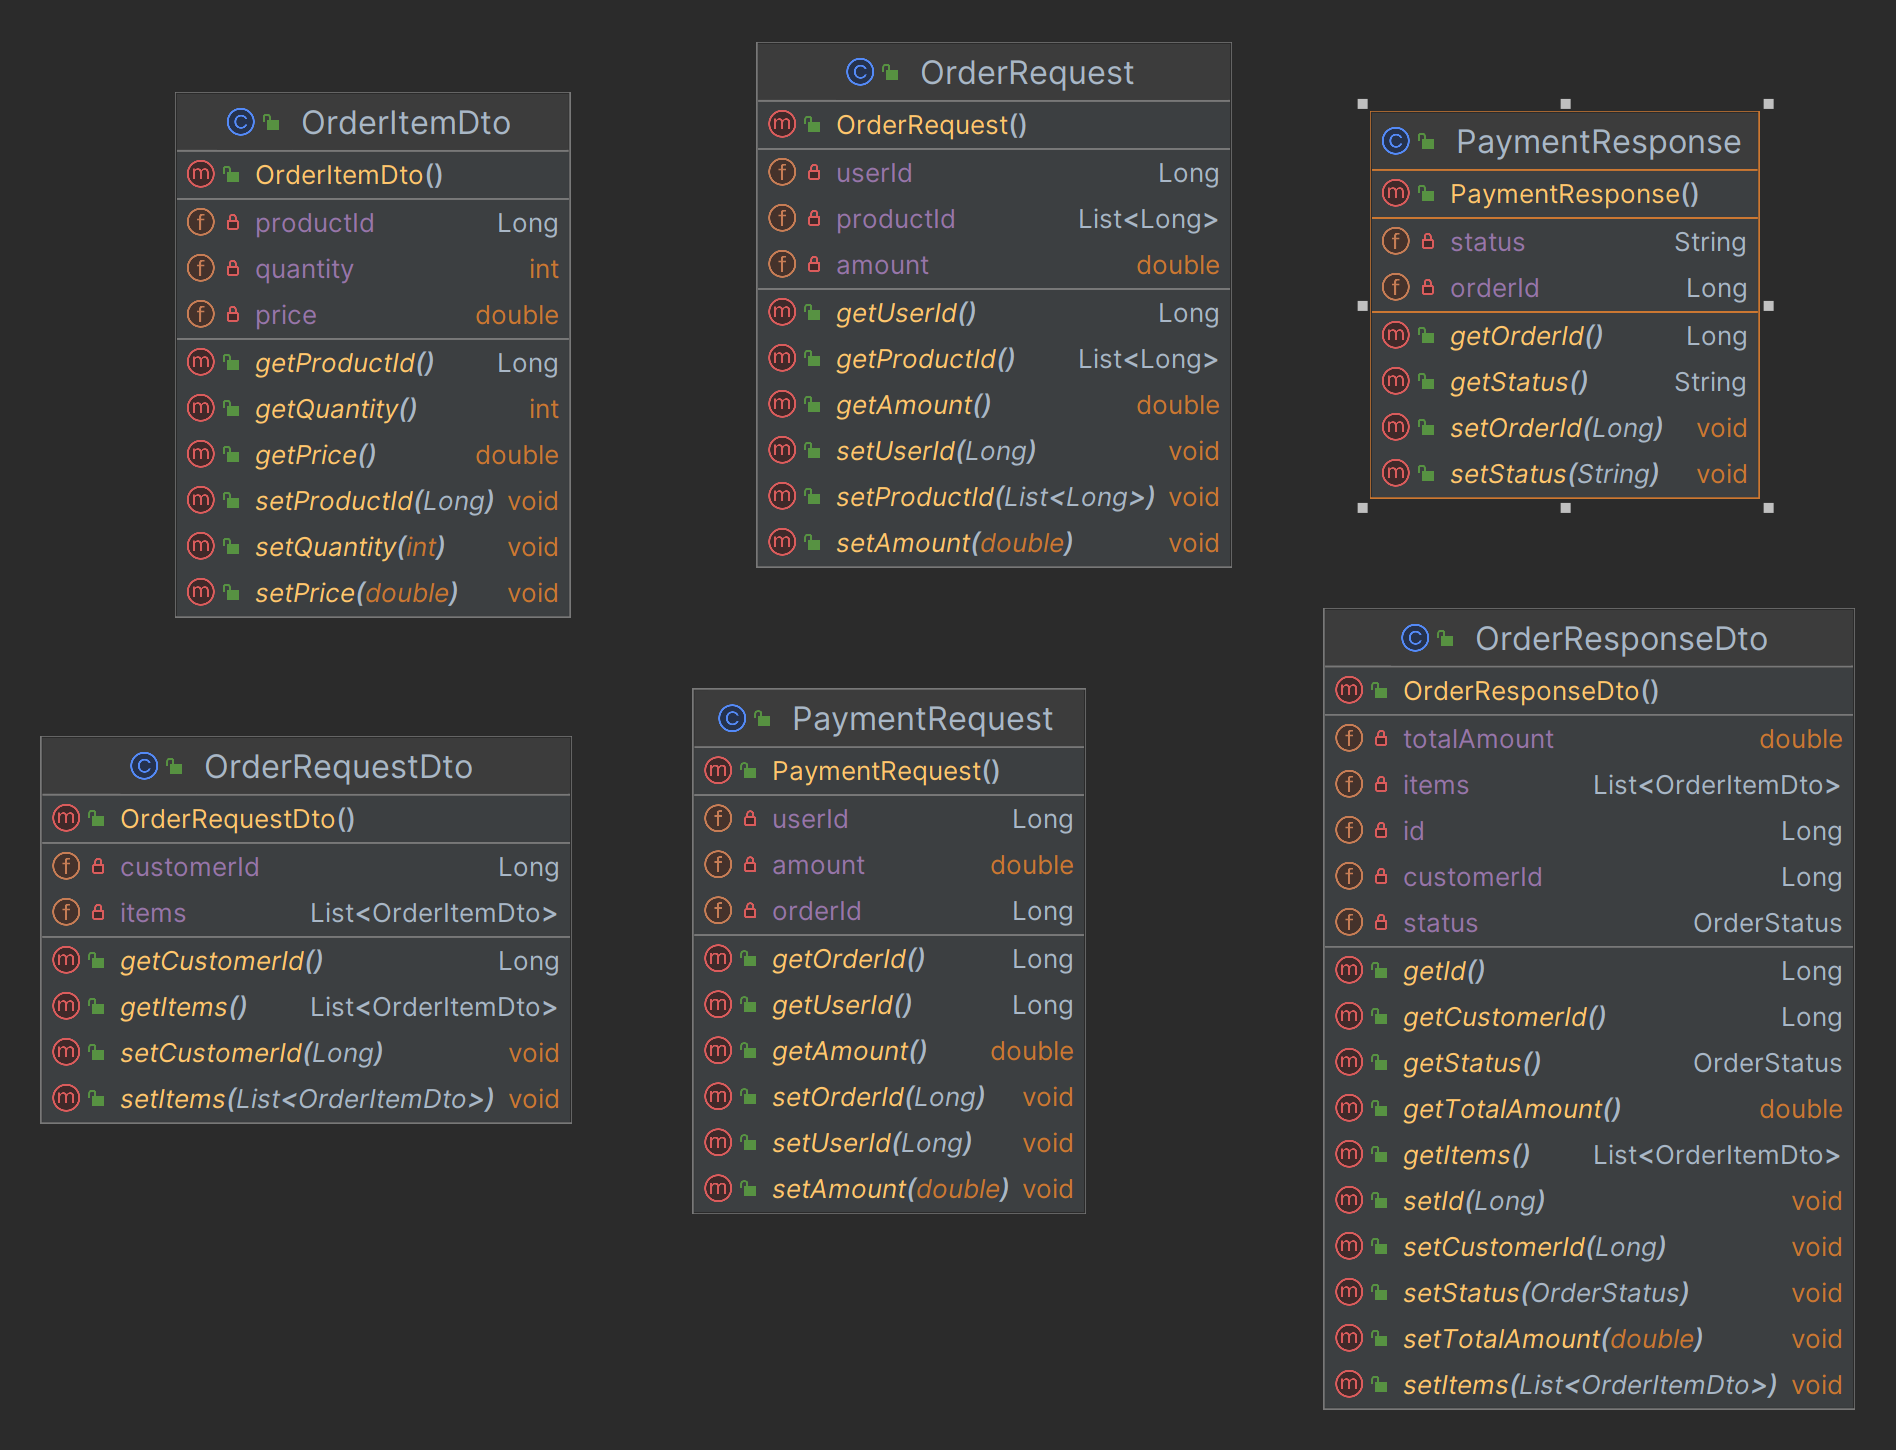 OrderItemDto
OrderItemDto()
productId Long
quantity int
price double
getProductId() Long
getQuantity() int
getPrice() double
setProductId(Long) void
setQuantity(int) void
setPrice(double) void
OrderRequest
OrderRequest()
userId Long
productId List<Long>
amount double
getUserId() Long
getProductId() List<Long>
getAmount() double
setUserId(Long) void
setProductId(List<Long>) void
setAmount(double) void
PaymentResponse
PaymentResponse()
status String
orderId Long
getOrderId() Long
getStatus() String
setOrderId(Long) void
setStatus(String) void
OrderRequestDto
OrderRequestDto()
customerId Long
items List<OrderItemDto>
getCustomerId() Long
getItems() List<OrderItemDto>
setCustomerId(Long) void
setItems(List<OrderItemDto>) void
PaymentRequest
PaymentRequest()
userId Long
amount double
orderId Long
getOrderId() Long
getUserId() Long
getAmount() double
setOrderId(Long) void
setUserId(Long) void
setAmount(double) void
OrderResponseDto
OrderResponseDto()
totalAmount double
items List<OrderItemDto>
id Long
customerId Long
status OrderStatus
getId() Long
getCustomerId() Long
getStatus() OrderStatus
getTotalAmount() double
getItems() List<OrderItemDto>
setId(Long) void
setCustomerId(Long) void
setStatus(OrderStatus) void
setTotalAmount(double) void
setItems(List<OrderItemDto>) void